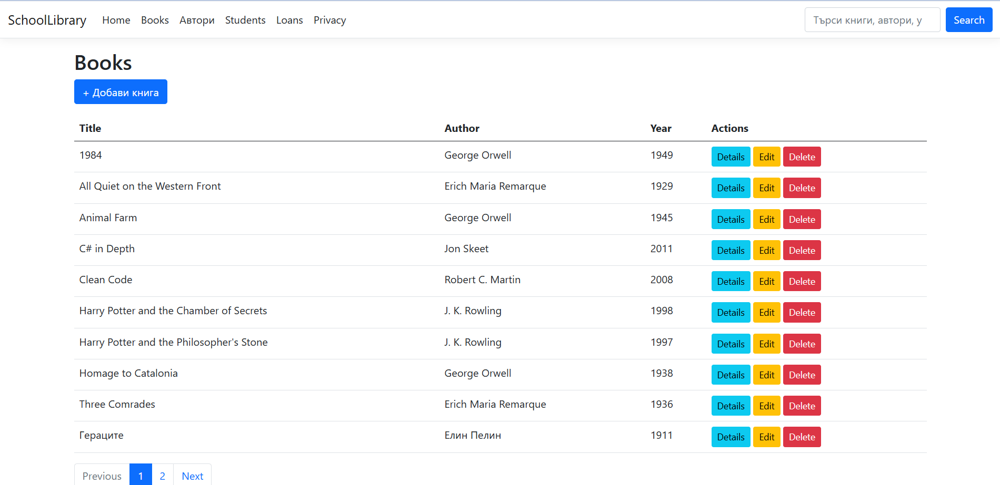 SchoolLibrary Home Books Автори Students Loans Privacy Търси книги, автори, у Search
Books
+ Добави книга
Title Author Year Actions
1984 George Orwell 1949 Details Edit Delete
All Quiet on the Western Front Erich Maria Remarque 1929 Details Edit Delete
Animal Farm George Orwell 1945 Details Edit Delete
C# in Depth Jon Skeet 2011 Details Edit Delete
Clean Code Robert C. Martin 2008 Details Edit Delete
Harry Potter and the Chamber of Secrets J. K. Rowling 1998 Details Edit Delete
Harry Potter and the Philosopher's Stone J. K. Rowling 1997 Details Edit Delete
Homage to Catalonia George Orwell 1938 Details Edit Delete
Three Comrades Erich Maria Remarque 1936 Details Edit Delete
Гераците Елин Пелин 1911 Details Edit Delete
Previous 1 2 Next